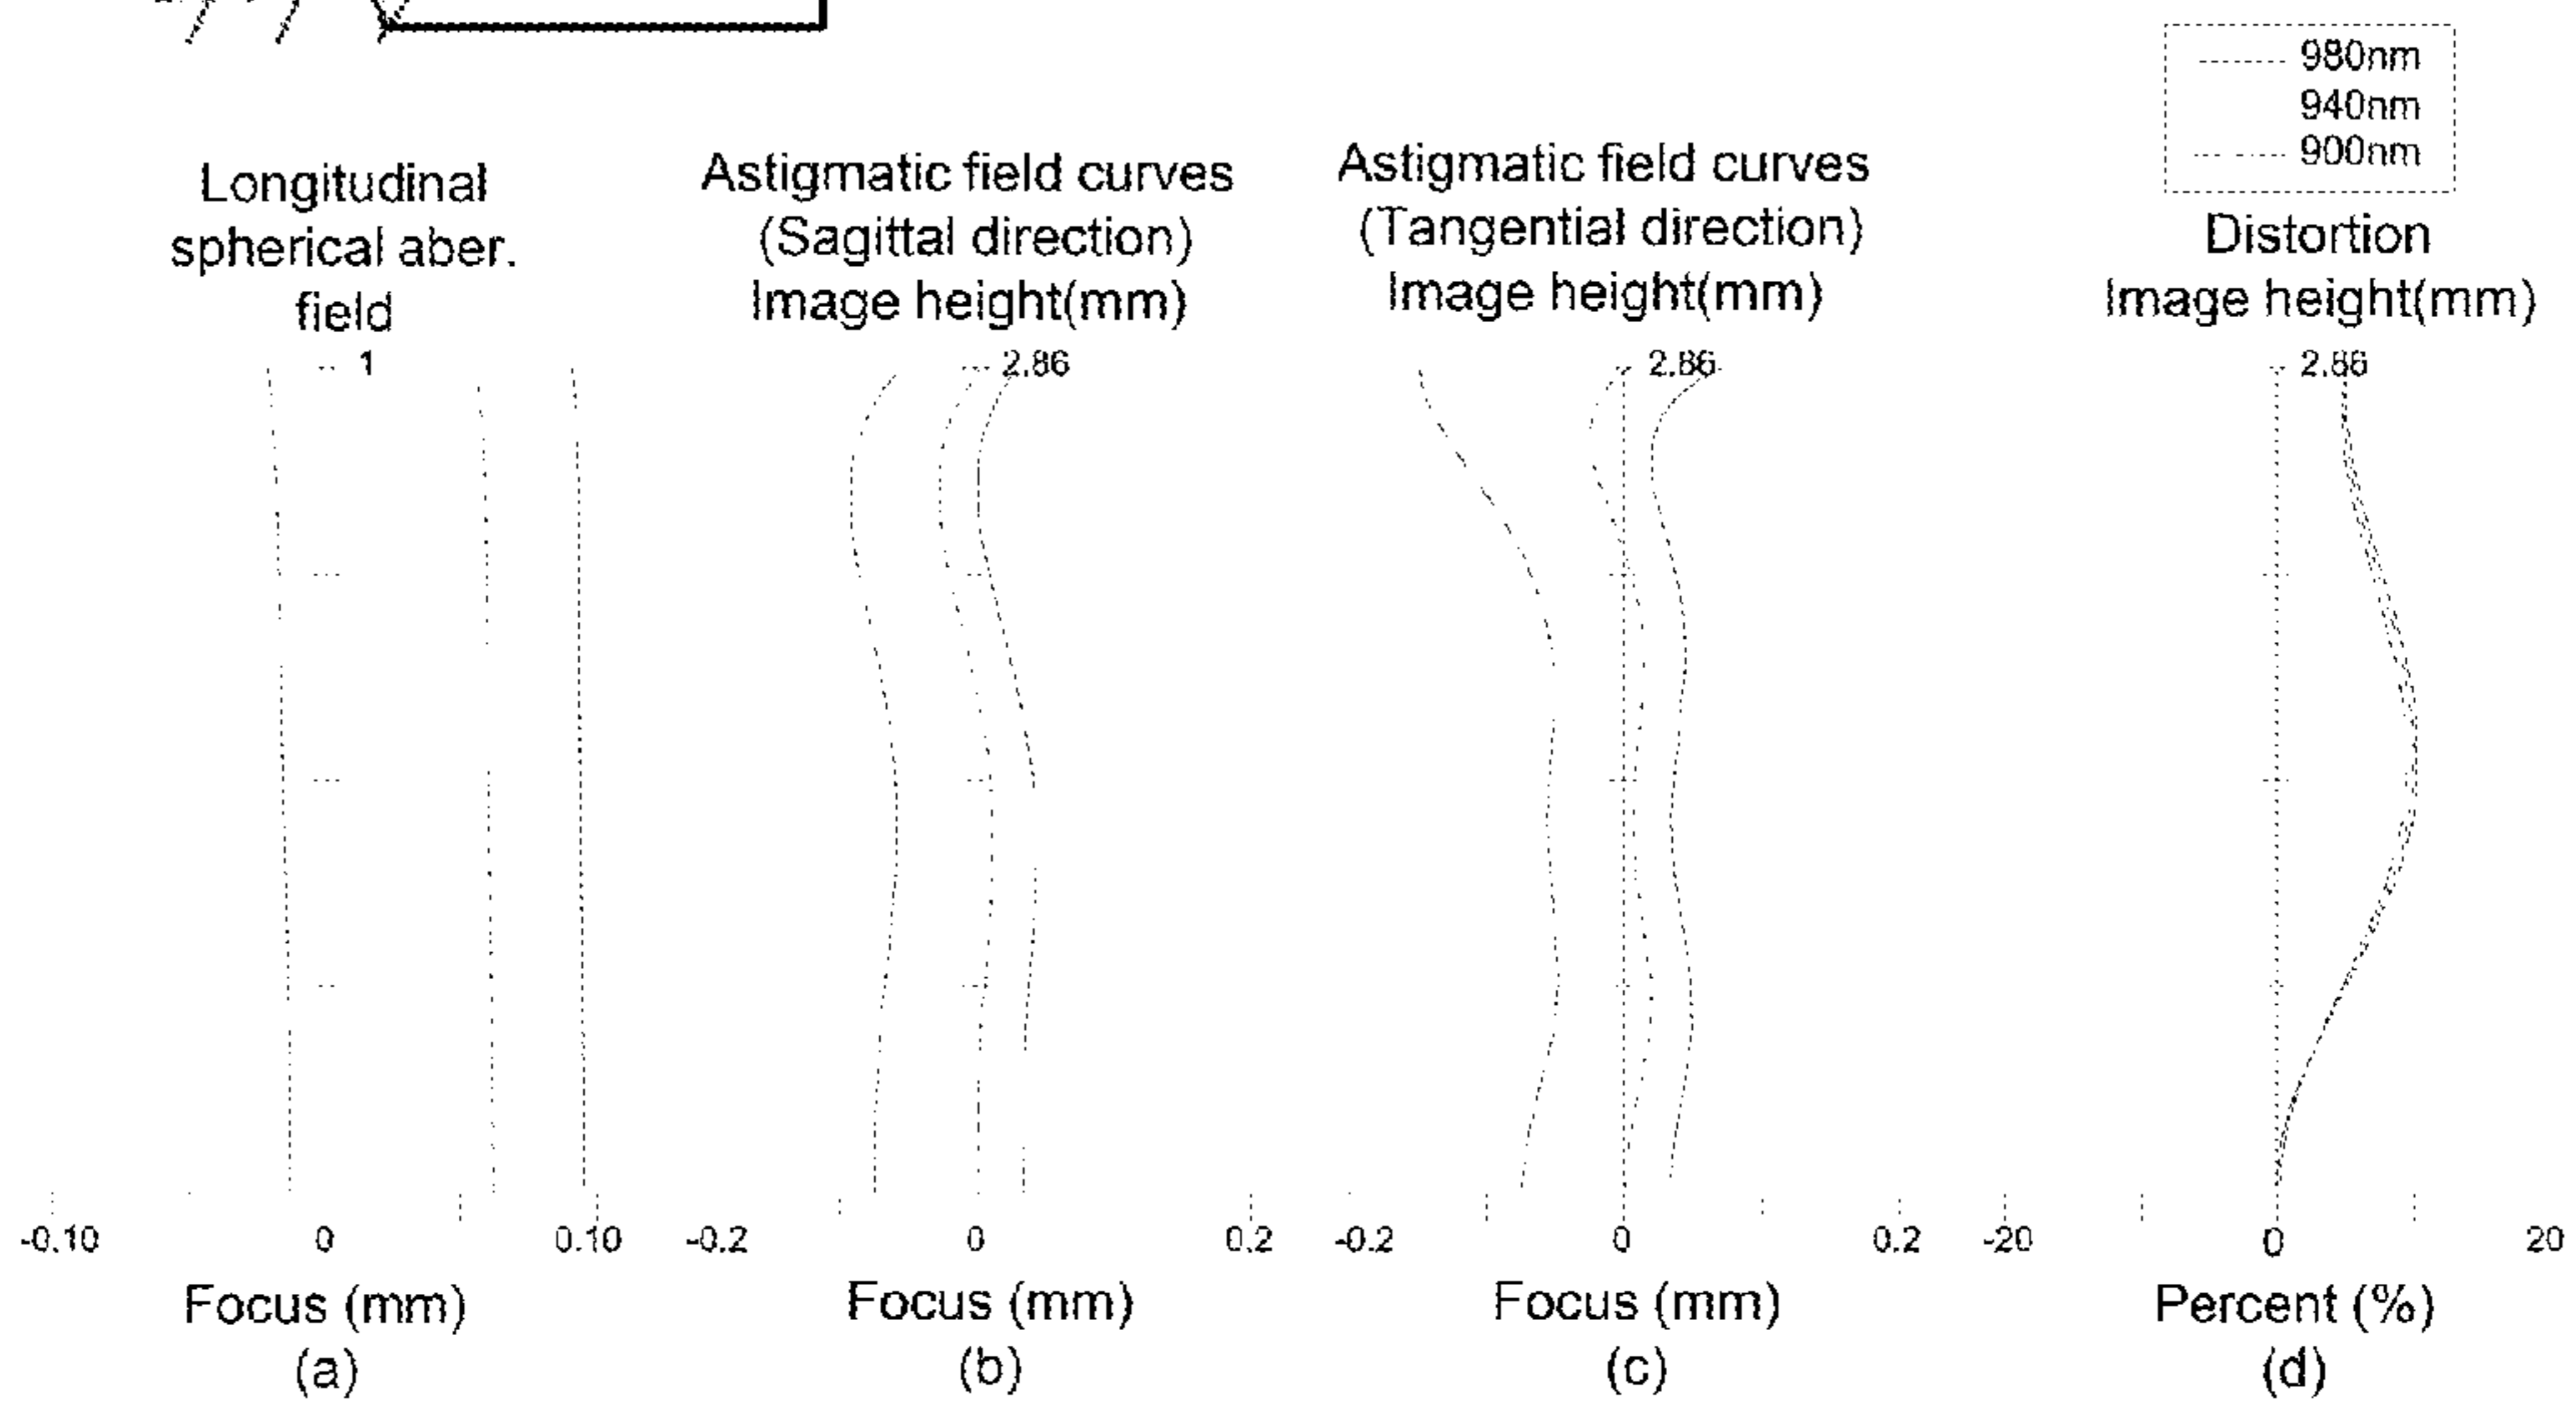 980nm
940nm
900nm
Longitudinal
spherical aber.
field
1
Astigmatic field curves
(Sagittal direction)
Image height(mm)
2.86
Astigmatic field curves
(Tangential direction)
Image height(mm)
2.86
Distortion
Image height(mm)
2.86
-0.10 0 0.10
Focus (mm)
(a)
-0.2 0 0.2
Focus (mm)
(b)
-0.2 0 0.2
Focus (mm)
(c)
-20 0 20
Percent (%)
(d)